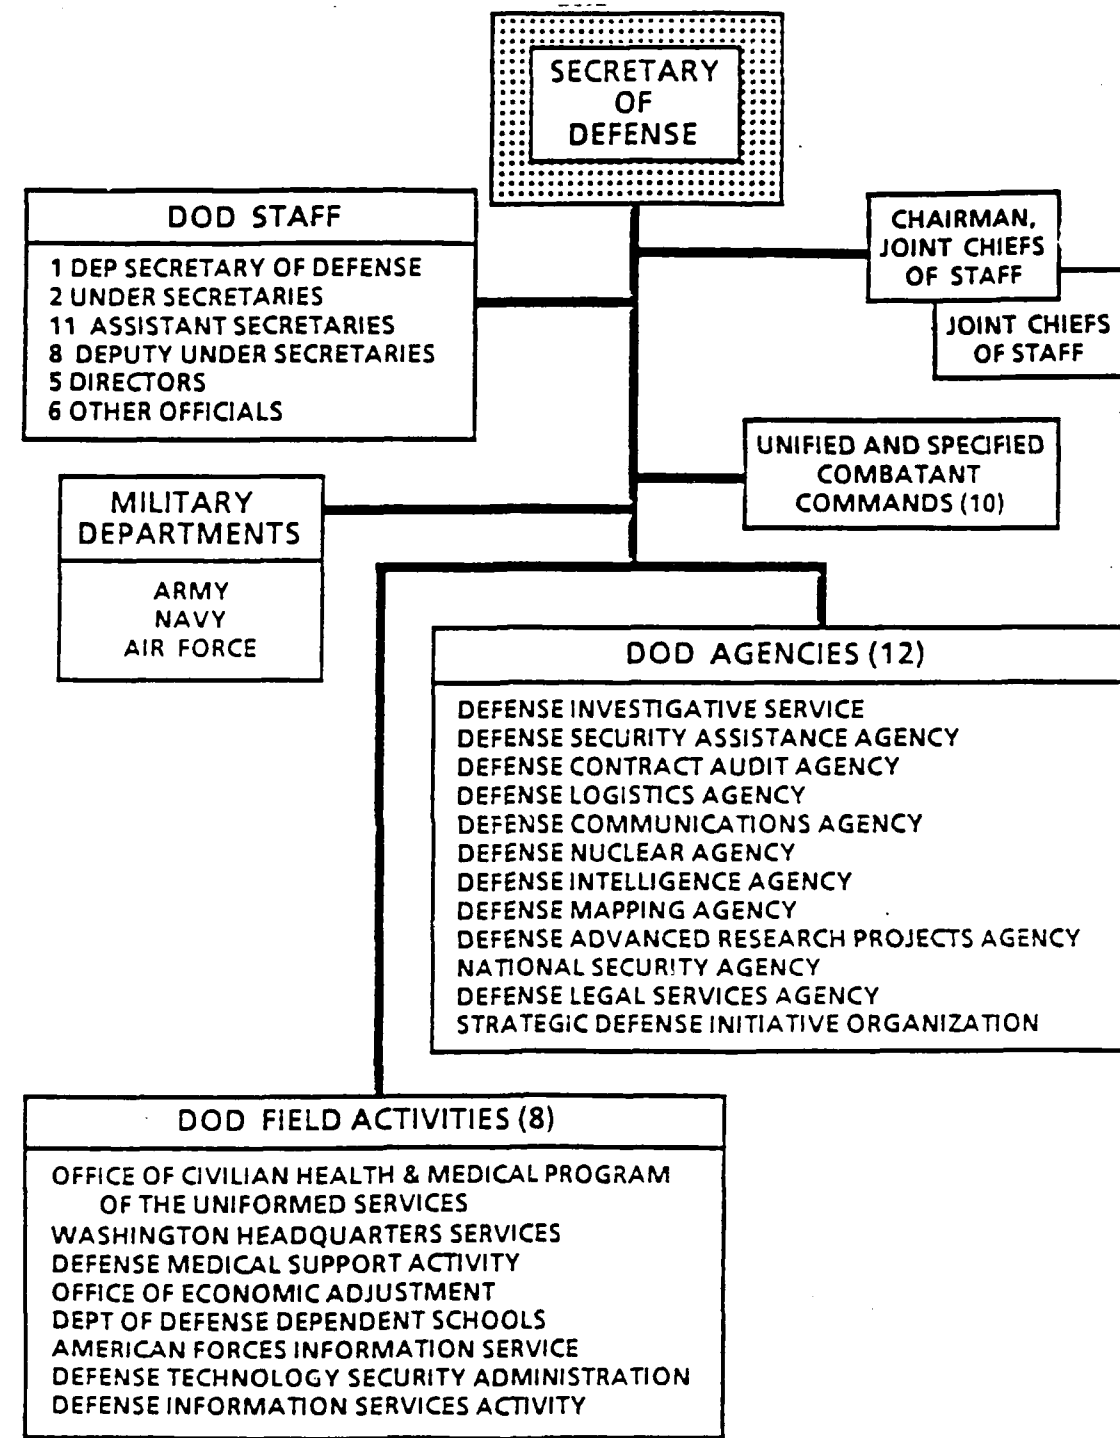 SECRETARY
OF
DEFENSE
DOD STAFF
1 DEP SECRETARY OF DEFENSE
2 UNDER SECRETARIES
11 ASSISTANT SECRETARIES
8 DEPUTY UNDER SECRETARIES
5 DIRECTORS
6 OTHER OFFICIALS
CHAIRMAN,
JOINT CHIEFS
OF STAFF
JOINT CHIEFS
OF STAFF
UNIFIED AND SPECIFIED
COMBATANT
COMMANDS (10)
MILITARY
DEPARTMENTS
ARMY
NAVY
AIR FORCE
DOD AGENCIES (12)
DEFENSE INVESTIGATIVE SERVICE
DEFENSE SECURITY ASSISTANCE AGENCY
DEFENSE CONTRACT AUDIT AGENCY
DEFENSE LOGISTICS AGENCY
DEFENSE COMMUNICATIONS AGENCY
DEFENSE NUCLEAR AGENCY
DEFENSE INTELLIGENCE AGENCY
DEFENSE MAPPING AGENCY
DEFENSE ADVANCED RESEARCH PROJECTS AGENCY
NATIONAL SECURITY AGENCY
DEFENSE LEGAL SERVICES AGENCY
STRATEGIC DEFENSE INITIATIVE ORGANIZATION
DOD FIELD ACTIVITIES (8)
OFFICE OF CIVILIAN HEALTH & MEDICAL PROGRAM
OF THE UNIFORMED SERVICES
WASHINGTON HEADQUARTERS SERVICES
DEFENSE MEDICAL SUPPORT ACTIVITY
OFFICE OF ECONOMIC ADJUSTMENT
DEPT OF DEFENSE DEPENDENT SCHOOLS
AMERICAN FORCES INFORMATION SERVICE
DEFENSE TECHNOLOGY SECURITY ADMINISTRATION
DEFENSE INFORMATION SERVICES ACTIVITY